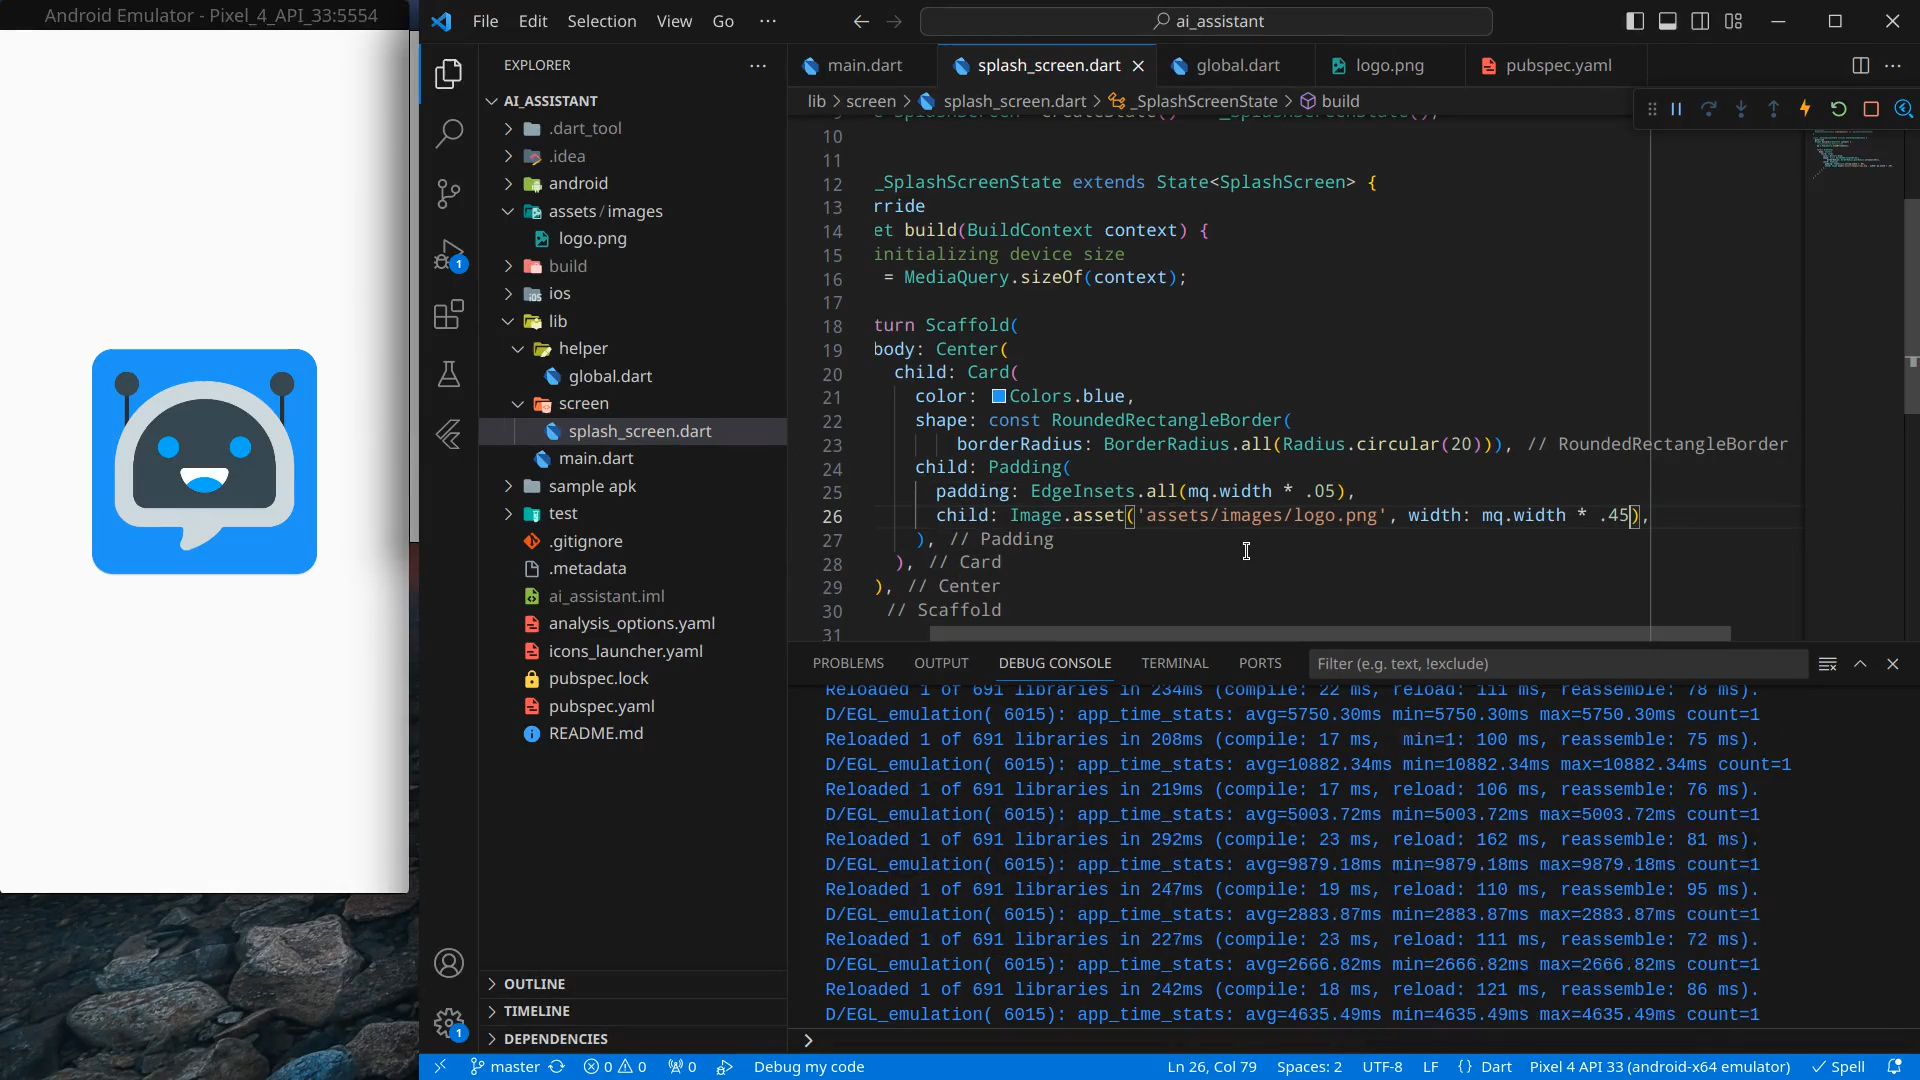 Android Emulator - Pixel_4_API_33:5554
File Edit Selection View Go ···
ai_assistant
EXPLORER ···
AI_ASSISTANT
.dart_tool
.idea
android
assets / images
logo.png
build
ios
lib
helper
global.dart
screen
splash_screen.dart
main.dart
sample apk
test
.gitignore
.metadata
ai_assistant.iml
analysis_options.yaml
icons_launcher.yaml
pubspec.lock
pubspec.yaml
README.md
OUTLINE
TIMELINE
DEPENDENCIES
1
1
main.dart splash_screen.dart global.dart logo.png pubspec.yaml
lib > screen > splash_screen.dart > _SplashScreenState > build
10
11
12 _SplashScreenState extends State<SplashScreen> {
13 rride
14 et build(BuildContext context) {
15 initializing device size
16 = MediaQuery.sizeOf(context);
17
18 turn Scaffold(
19 body: Center(
20 child: Card(
21 color: Colors.blue,
22 shape: const RoundedRectangleBorder(
23 borderRadius: BorderRadius.all(Radius.circular(20))), // RoundedRectangleBorder
24 child: Padding(
25 padding: EdgeInsets.all(mq.width * .05),
26 child: Image.asset('assets/images/logo.png', width: mq.width * .45),
27 ), // Padding
28 ), // Card
29 ), // Center
30 // Scaffold
31
PROBLEMS OUTPUT DEBUG CONSOLE TERMINAL PORTS Filter (e.g. text, !exclude)
Reloaded 1 of 691 libraries in 234ms (compile: 22 ms, reload: 111 ms, reassemble: 78 ms).
D/EGL_emulation( 6015): app_time_stats: avg=5750.30ms min=5750.30ms max=5750.30ms count=1
Reloaded 1 of 691 libraries in 208ms (compile: 17 ms,  min=1: 100 ms, reassemble: 75 ms).
D/EGL_emulation( 6015): app_time_stats: avg=10882.34ms min=10882.34ms max=10882.34ms count=1
Reloaded 1 of 691 libraries in 219ms (compile: 17 ms, reload: 106 ms, reassemble: 76 ms).
D/EGL_emulation( 6015): app_time_stats: avg=5003.72ms min=5003.72ms max=5003.72ms count=1
Reloaded 1 of 691 libraries in 292ms (compile: 23 ms, reload: 162 ms, reassemble: 81 ms).
D/EGL_emulation( 6015): app_time_stats: avg=9879.18ms min=9879.18ms max=9879.18ms count=1
Reloaded 1 of 691 libraries in 247ms (compile: 19 ms, reload: 110 ms, reassemble: 95 ms).
D/EGL_emulation( 6015): app_time_stats: avg=2883.87ms min=2883.87ms max=2883.87ms count=1
Reloaded 1 of 691 libraries in 227ms (compile: 23 ms, reload: 111 ms, reassemble: 72 ms).
D/EGL_emulation( 6015): app_time_stats: avg=2666.82ms min=2666.82ms max=2666.82ms count=1
Reloaded 1 of 691 libraries in 242ms (compile: 18 ms, reload: 121 ms, reassemble: 86 ms).
D/EGL_emulation( 6015): app_time_stats: avg=4635.49ms min=4635.49ms max=4635.49ms count=1
master 0 0 0 Debug my code Ln 26, Col 79 Spaces: 2 UTF-8 LF {} Dart Pixel 4 API 33 (android-x64 emulator) Spell